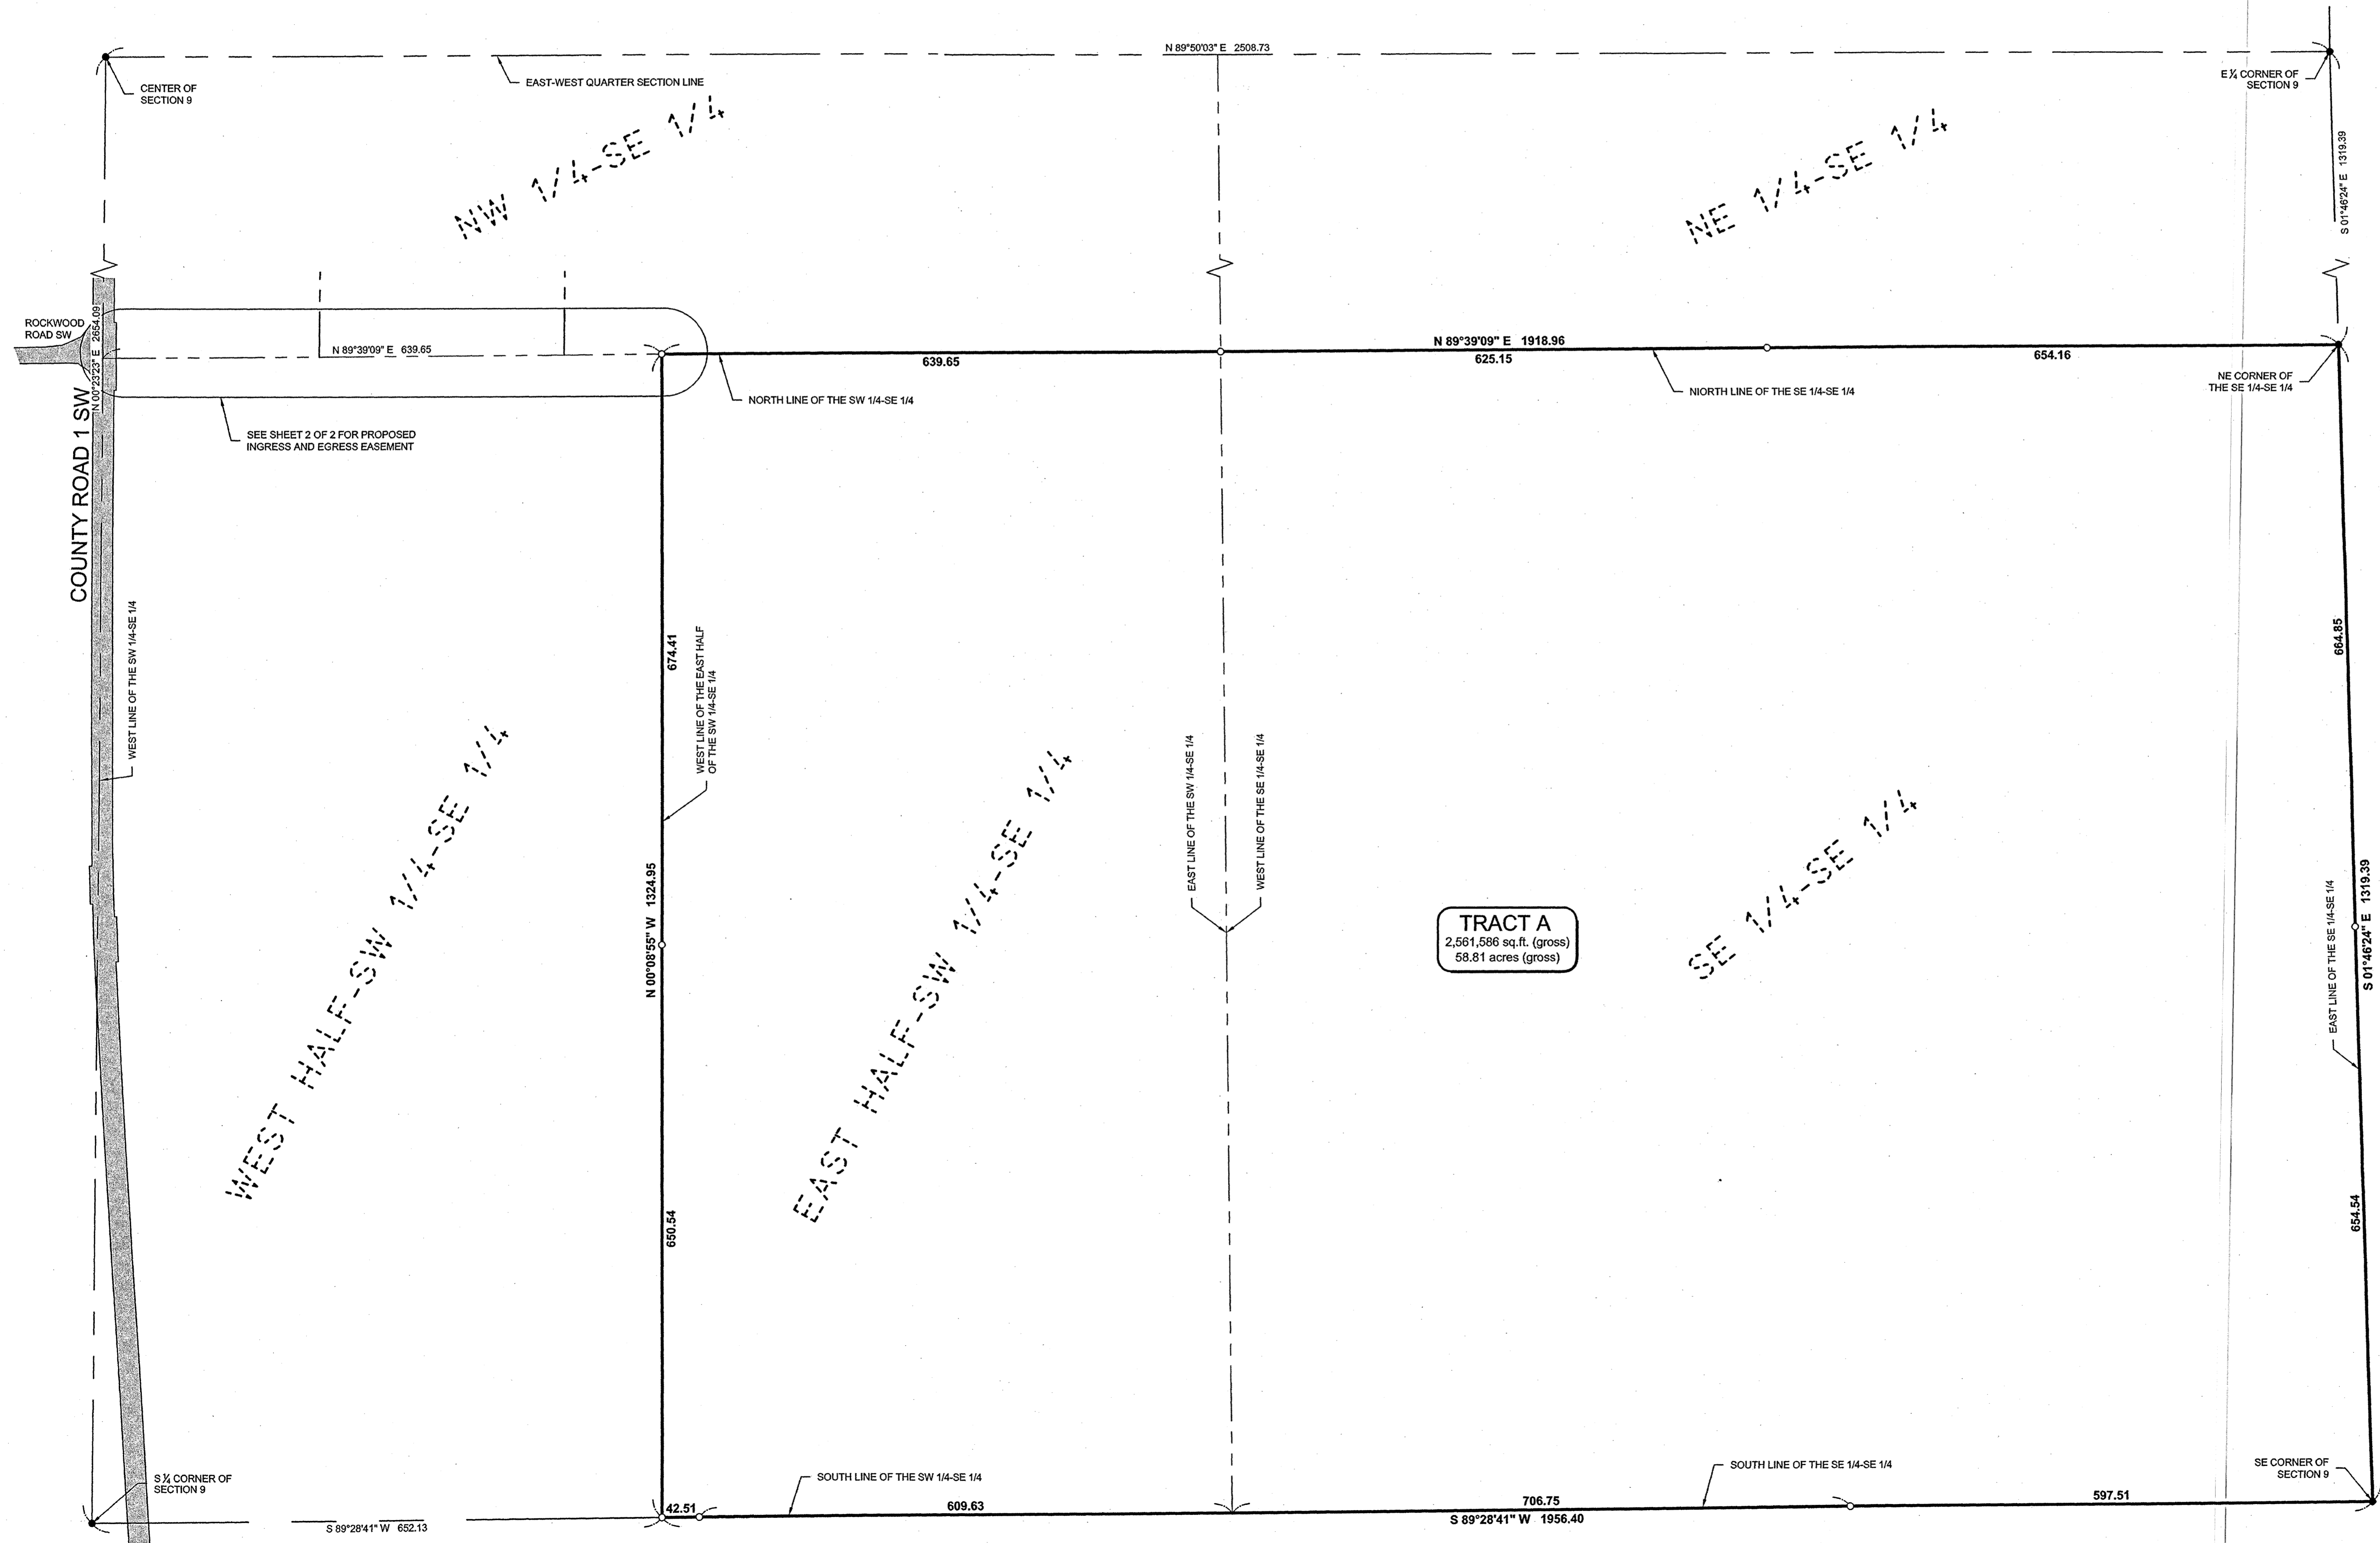 N 89°50'03" E 2508.73
CENTER OF
SECTION 9
EAST-WEST QUARTER SECTION LINE
E ¼ CORNER OF
SECTION 9
NW 1/4-SE 1/4
NE 1/4-SE 1/4
S 01°46'24" E 1319.39
ROCKWOOD
ROAD SW
N 00°23'23" E 2654.09
N 89°39'09" E 639.65
N 89°39'09" E 1918.96
639.65
625.15
654.16
NORTH LINE OF THE SW 1/4-SE 1/4
NIORTH LINE OF THE SE 1/4-SE 1/4
NE CORNER OF
THE SE 1/4-SE 1/4
SEE SHEET 2 OF 2 FOR PROPOSED
INGRESS AND EGRESS EASEMENT
COUNTY ROAD 1 SW
WEST LINE OF THE SW 1/4-SE 1/4
674.41
WEST LINE OF THE EAST HALF
OF THE SW 1/4-SE 1/4
664.85
WEST HALF-SW 1/4-SE 1/4
EAST HALF-SW 1/4-SE 1/4
EAST LINE OF THE SW 1/4-SE 1/4
WEST LINE OF THE SE 1/4-SE 1/4
SE 1/4-SE 1/4
TRACT A
2,561,586 sq.ft. (gross)
58.81 acres (gross)
N 00°08'55" W 1324.95
EAST LINE OF THE SE 1/4-SE 1/4
S 01°46'24" E 1319.39
650.54
654.54
S ¼ CORNER OF
SECTION 9
SOUTH LINE OF THE SW 1/4-SE 1/4
SOUTH LINE OF THE SE 1/4-SE 1/4
SE CORNER OF
SECTION 9
42.51
609.63
706.75
597.51
S 89°28'41" W 652.13
S 89°28'41" W 1956.40